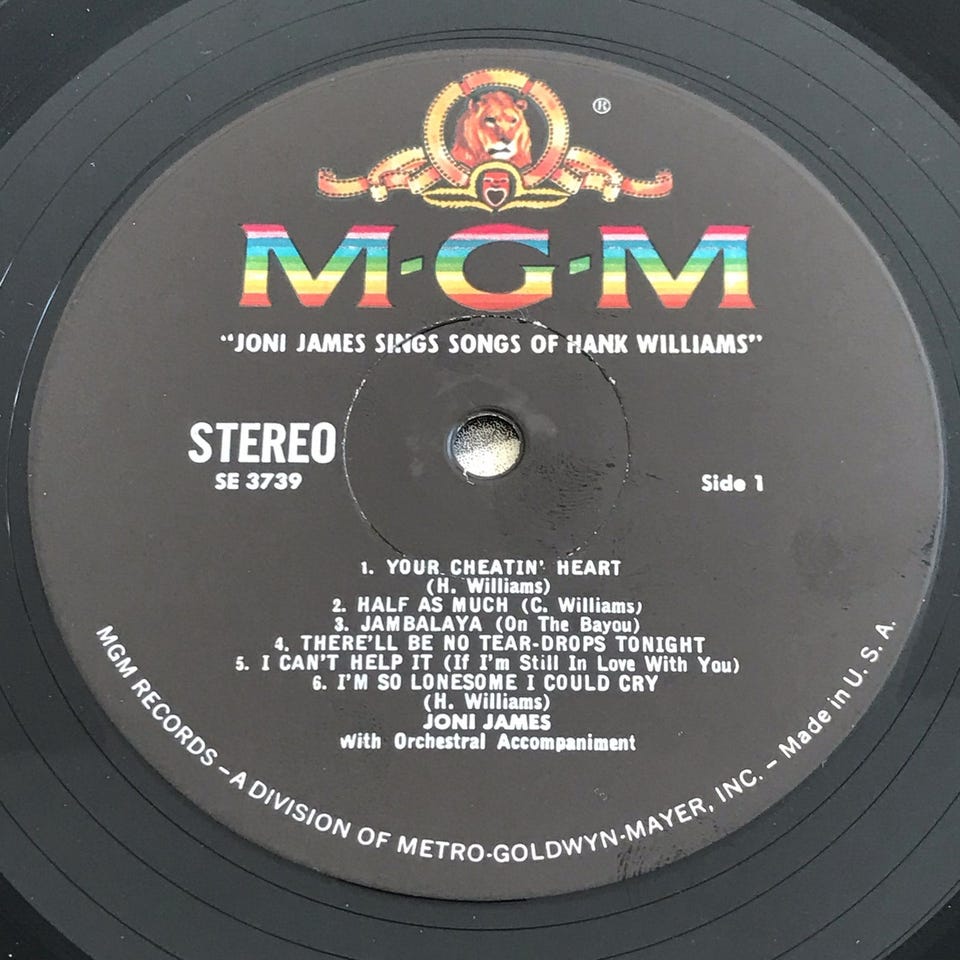 ®
M-G-M
"JONI JAMES SINGS SONGS OF HANK WILLIAMS"
STEREO
SE 3739
Side 1
1. YOUR CHEATIN' HEART
(H. Williams)
2. HALF AS MUCH (C. Williams)
3. JAMBALAYA (On The Bayou)
4. THERE'LL BE NO TEAR-DROPS TONIGHT
5. I CAN'T HELP IT (If I'm Still In Love With You)
6. I'M SO LONESOME I COULD CRY
(H. Williams)
JONI JAMES
With Orchestral Accompaniment
MGM RECORDS – A DIVISION OF METRO-GOLDWYN-MAYER, INC. – Made in U. S. A.